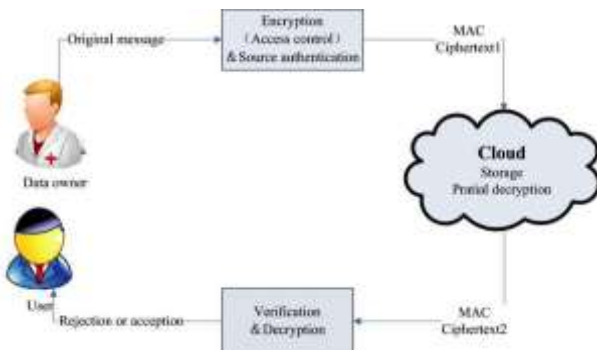 Encryption
(Access control)
& Source authentication
Original message
MAC
Ciphertext1
Data owner
Cloud
Storage
Pratial decryption
User
Rejection or acception
Verification
& Decryption
MAC
Ciphertext2